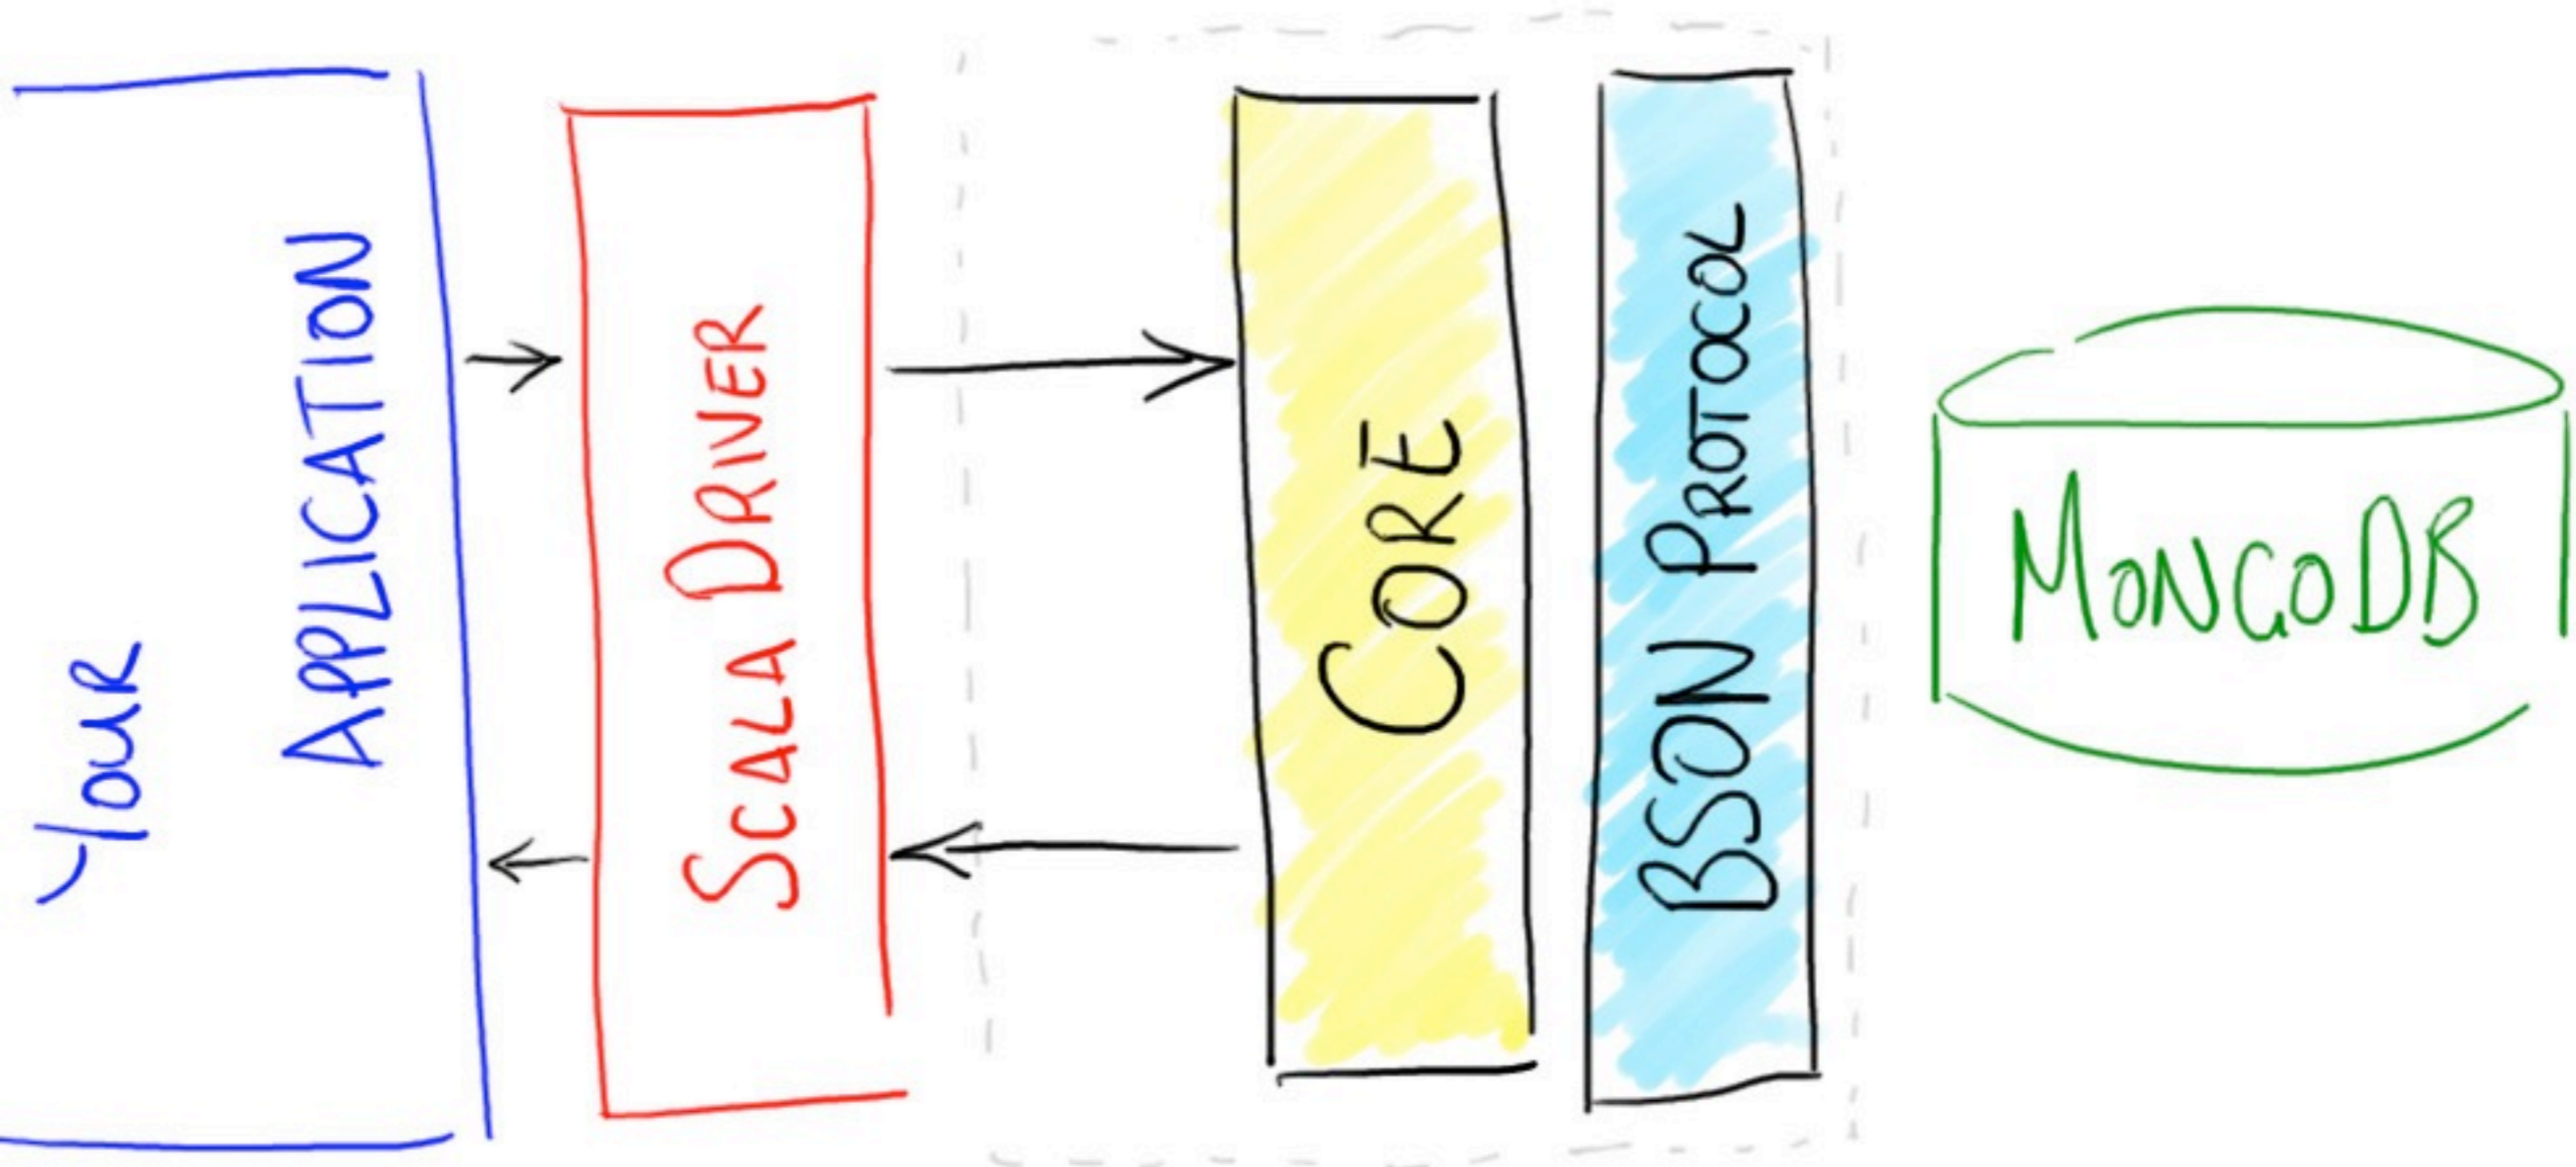 YOUR
APPLICATION
SCALA DRIVER
CORE
BSON PROTOCOL
MONGODB